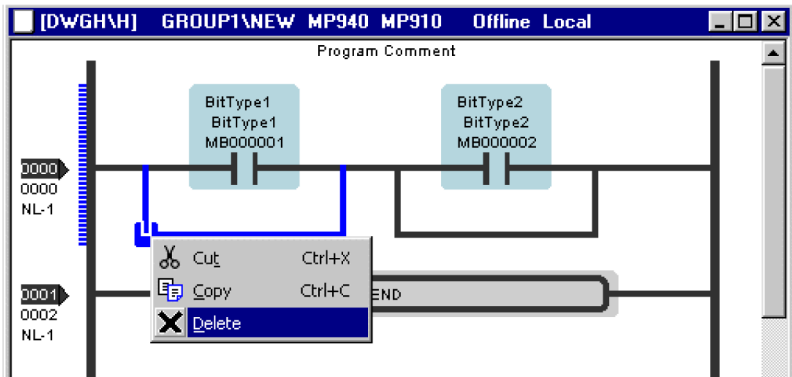 [DWGH\H] GROUP1\NEW MP940 MP910 Offline Local
Program Comment
BitType1
BitType1
MB000001
BitType2
BitType2
MB000002
0000
0000
NL-1
Cut Ctrl+X
Copy Ctrl+C
Delete
0001
0002
NL-1
END